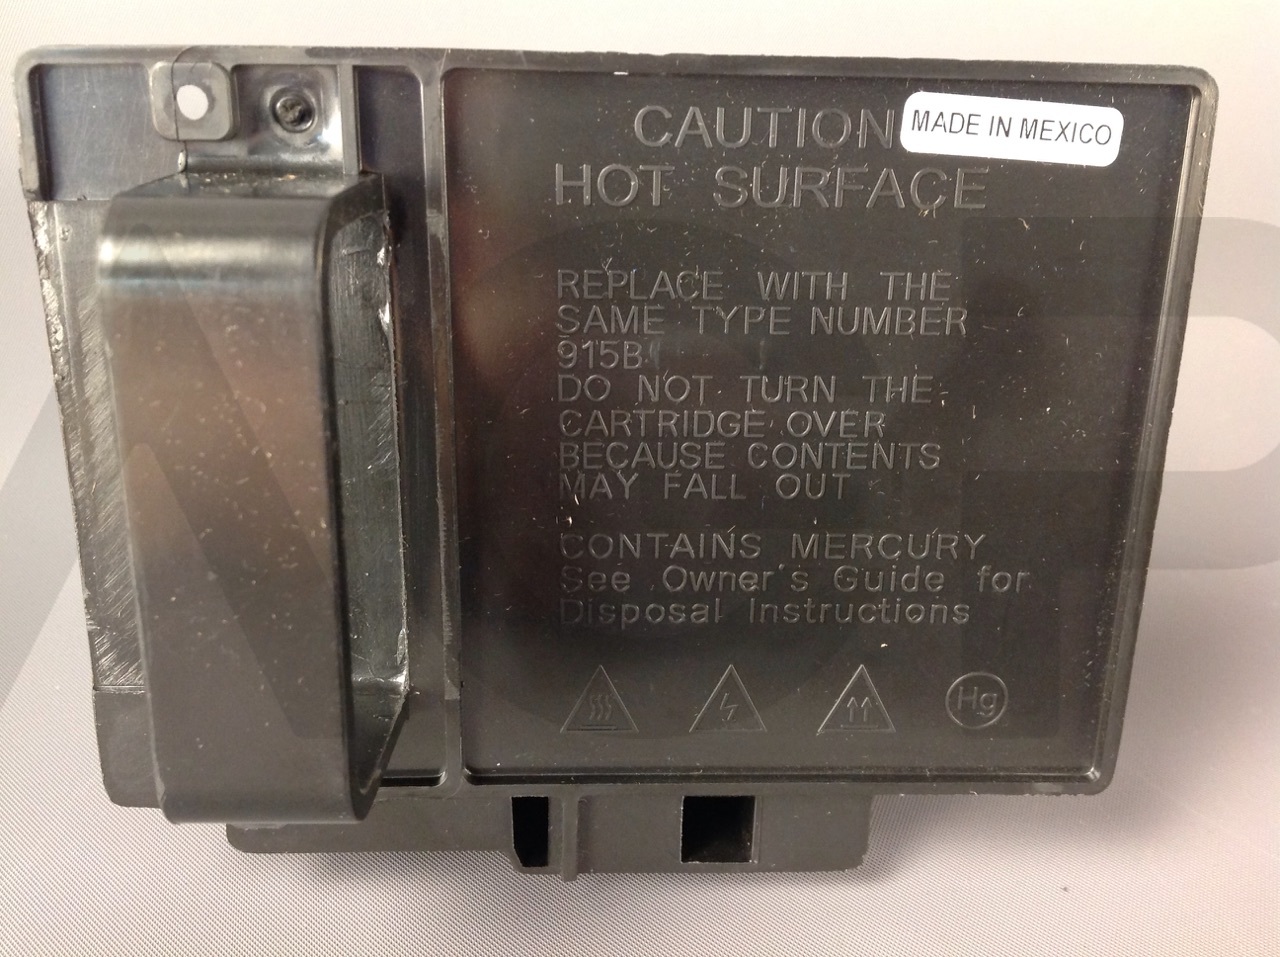 CAUTION
MADE IN MEXICO
HOT SURFACE
REPLACE WITH THE
SAME TYPE NUMBER
915B
DO NOT TURN THE
CARTRIDGE OVER
BECAUSE CONTENTS
MAY FALL OUT
CONTAINS MERCURY
See Owner's Guide for
Disposal Instructions
Hg